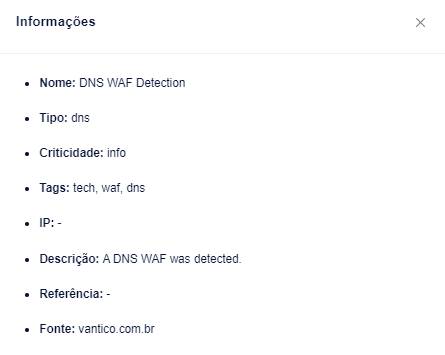 Informações
Nome: DNS WAF Detection
Tipo: dns
Criticidade: info
Tags: tech, waf, dns
IP: -
Descrição: A DNS WAF was detected.
Referência: -
Fonte: vantico.com.br